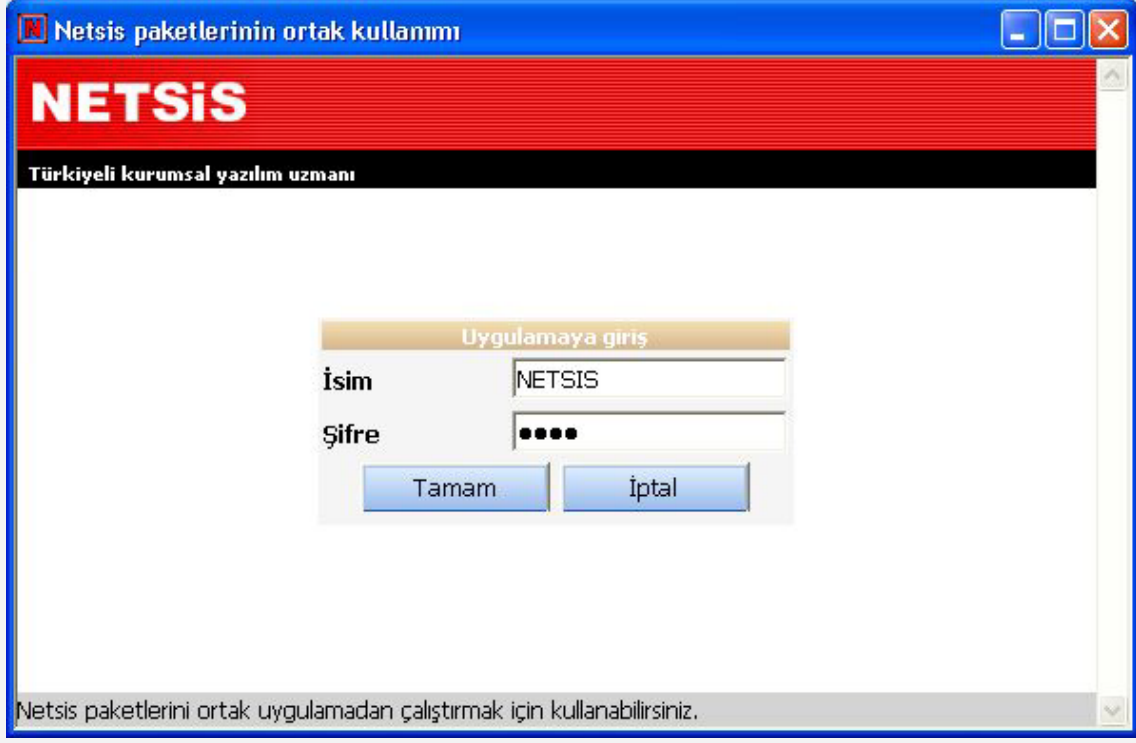 Netsis paketlerinin ortak kullanımı
NETSiS
Türkiyeli kurumsal yazılım uzmanı
Uygulamaya giriş
İsim NETSIS
Şifre ●●●●
Tamam İptal
Netsis paketlerini ortak uygulamadan çalıştırmak için kullanabilirsiniz.